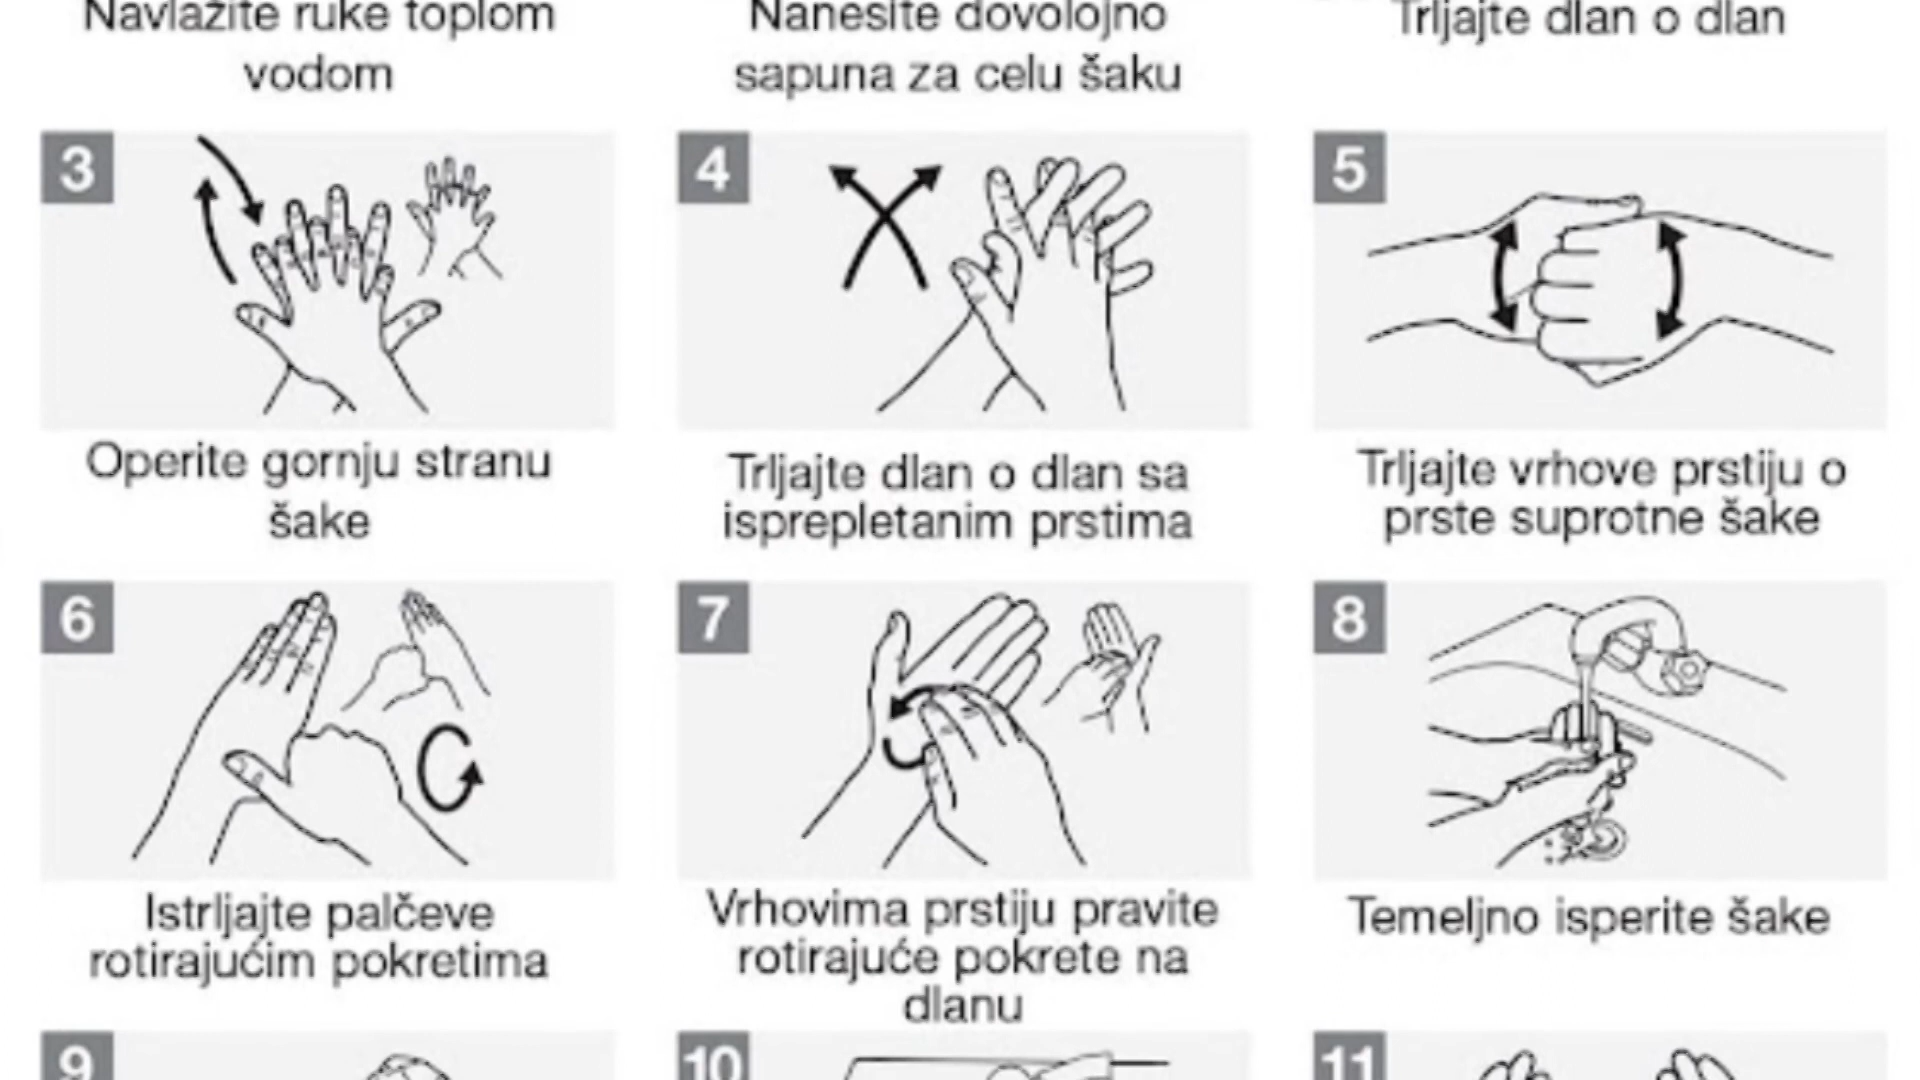 Navlažite ruke toplom
vodom
Nanesite dovolojno
sapuna za celu šaku
Trljajte dlan o dlan
3
4
5
Operite gornju stranu
šake
Trljajte dlan o dlan sa
isprepletanim prstima
Trljajte vrhove prstiju o
prste suprotne šake
6
7
8
Istrljajte palčeve
rotirajućim pokretima
Vrhovima prstiju pravite
rotirajuće pokrete na
dlanu
Temeljno isperite šake
9
10
11